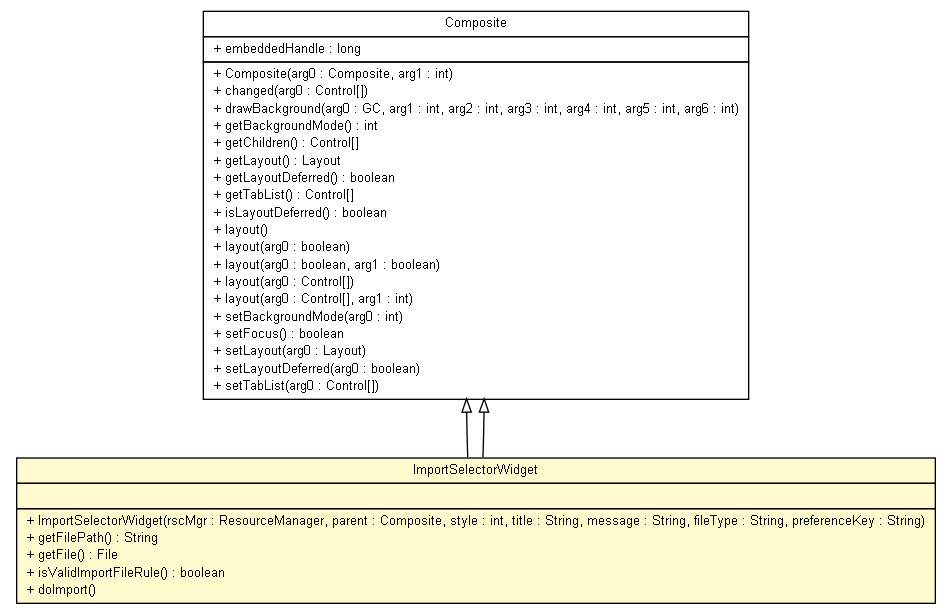 Composite
+ embeddedHandle : long
+ Composite(arg0 : Composite, arg1 : int)
+ changed(arg0 : Control[])
+ drawBackground(arg0 : GC, arg1 : int, arg2 : int, arg3 : int, arg4 : int, arg5 : int, arg6 : int)
+ getBackgroundMode() : int
+ getChildren() : Control[]
+ getLayout() : Layout
+ getLayoutDeferred() : boolean
+ getTabList() : Control[]
+ isLayoutDeferred() : boolean
+ layout()
+ layout(arg0 : boolean)
+ layout(arg0 : boolean, arg1 : boolean)
+ layout(arg0 : Control[])
+ layout(arg0 : Control[], arg1 : int)
+ setBackgroundMode(arg0 : int)
+ setFocus() : boolean
+ setLayout(arg0 : Layout)
+ setLayoutDeferred(arg0 : boolean)
+ setTabList(arg0 : Control[])
ImportSelectorWidget
+ ImportSelectorWidget(rscMgr : ResourceManager, parent : Composite, style : int, title : String, message : String, fileType : String, preferenceKey : String)
+ getFilePath() : String
+ getFile() : File
+ isValidImportFileRule() : boolean
+ doImport()